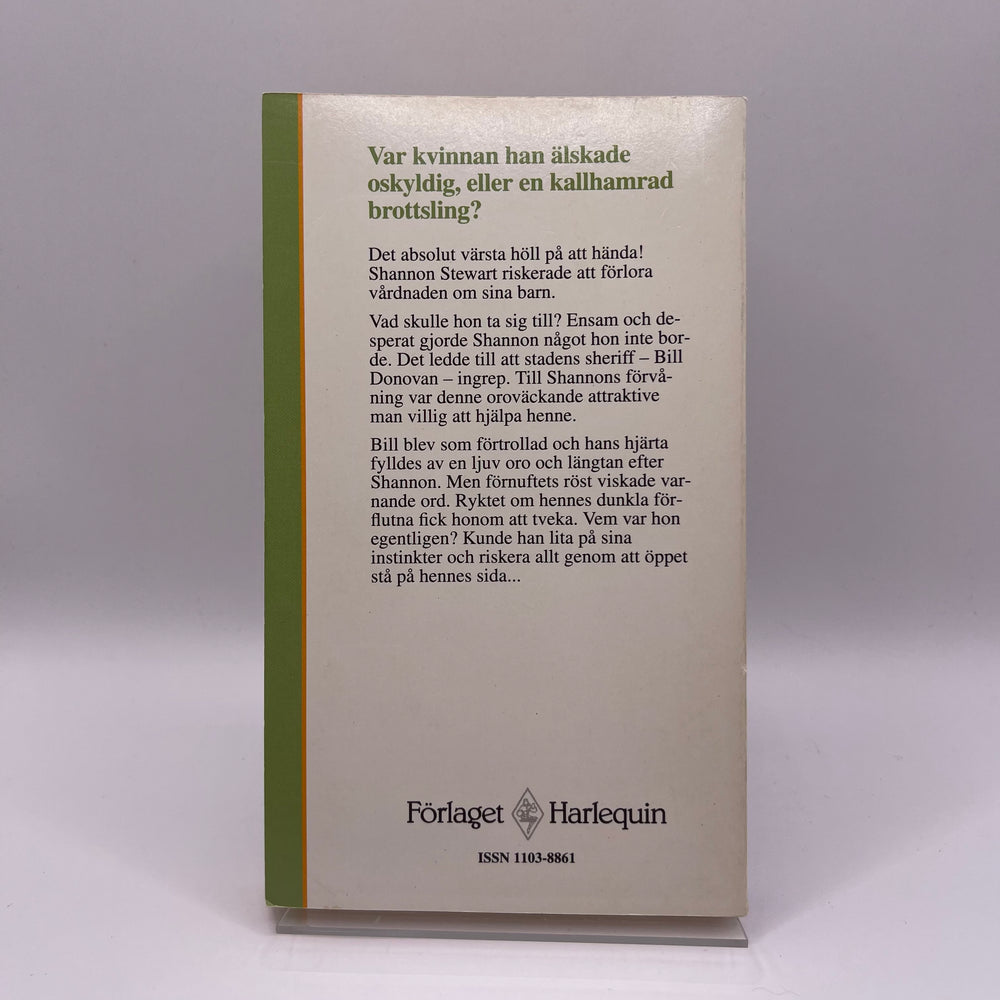 Var kvinnan han älskade
oskyldig, eller en kallhamrad
brottsling?
Det absolut värsta höll på att hända!
Shannon Stewart riskerade att förlora
vårdnaden om sina barn.
Vad skulle hon ta sig till? Ensam och de-
sperat gjorde Shannon något hon inte bor-
de. Det ledde till att stadens sheriff – Bill
Donovan – ingrep. Till Shannons förvå-
ning var denne oroväckande attraktive
man villig att hjälpa henne.
Bill blev som förtrollad och hans hjärta
fylldes av en ljuv oro och längtan efter
Shannon. Men förnuftets röst viskade var-
nande ord. Ryktet om hennes dunkla för-
flutna fick honom att tveka. Vem var hon
egentligen? Kunde han lita på sina
instinkter och riskera allt genom att öppet
stå på hennes sida...
Förlaget Harlequin
ISSN 1103-8861